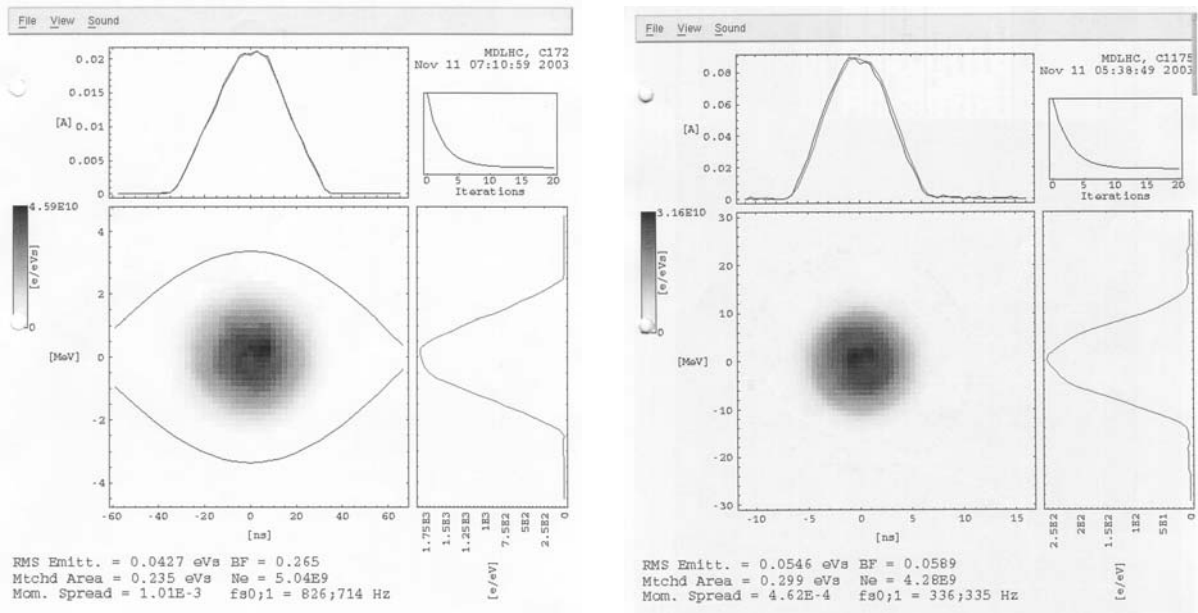 File View Sound
MDLHC, C172
Nov 11 07:10:59 2003
0.02
0.015
[A]
0.01
0.005
0
0 5 10 15 20
Iterations
4.59E10
[e/eVs]
0
4
2
[MeV] 0
-2
-4
-60 -40 -20 0 20 40 60
[ns]
1.75E3 1.5E3 1.25E3 1E3 7.5E2 5E2 2.5E2 0
[e/eV]
RMS Emitt. = 0.0427 eVs BF = 0.265
Mtchd Area = 0.235 eVs Ne = 5.04E9
Mom. Spread = 1.01E-3 fs0;1 = 826;714 Hz
File View Sound
MDLHC, C1175
Nov 11 05:38:49 2003
0.08
0.06
[A]
0.04
0.02
0
0 5 10 15 20
Iterations
3.16E10
[e/eVs]
0
30
20
10
[MeV] 0
-10
-20
-30
-10 -5 0 5 10 15
[ns]
2.5E2 2E2 1.5E2 1E2 5E1 0
[e/eV]
RMS Emitt. = 0.0546 eVs BF = 0.0589
Mtchd Area = 0.299 eVs Ne = 4.28E9
Mom. Spread = 4.62E-4 fs0;1 = 336;335 Hz